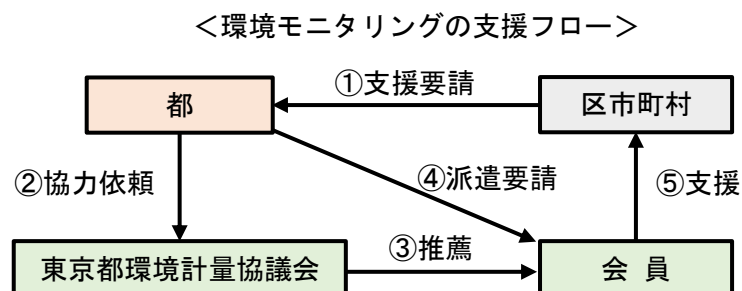 ＜環境モニタリングの支援フロー＞
①支援要請
都
区市町村
②協力依頼
④派遣要請
⑤支援
③推薦
東京都環境計量協議会
会 員